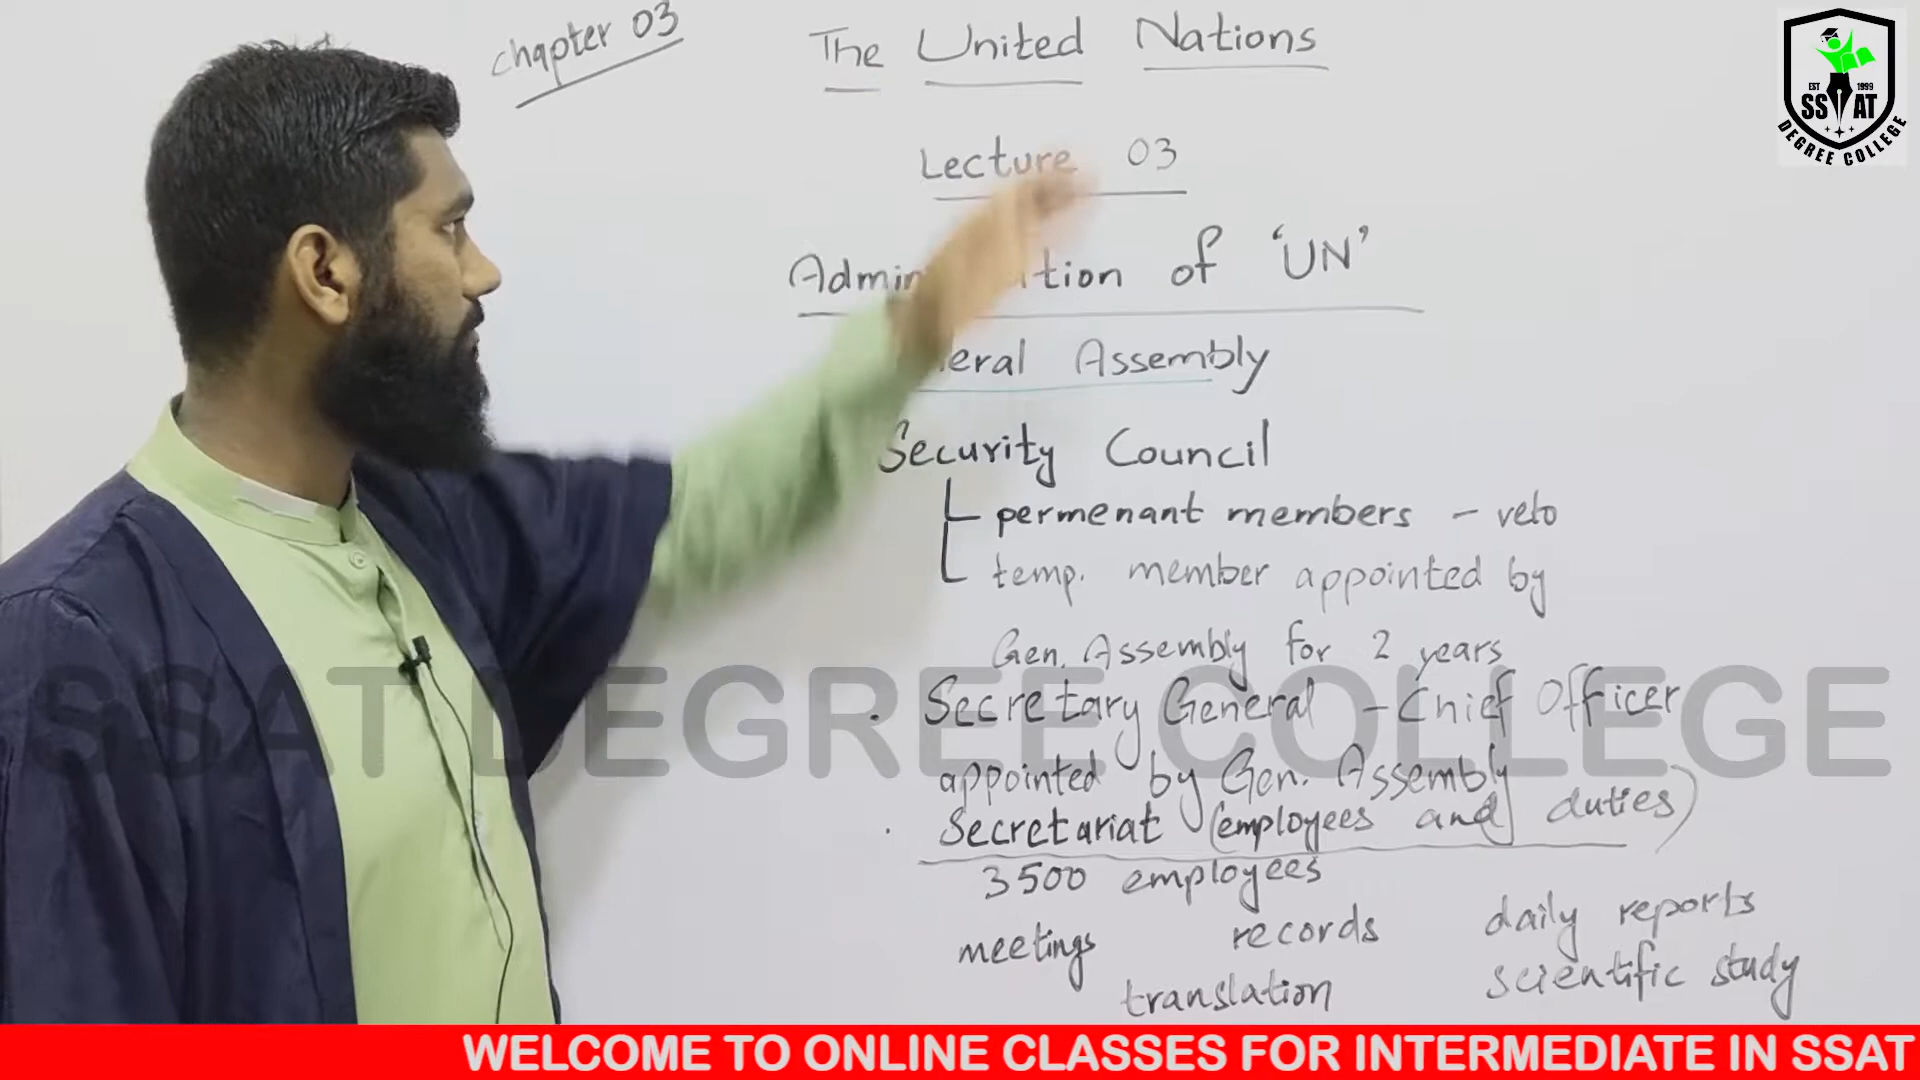 chapter 03
The United Nations
Lecture 03
of 'UN'
Assembly
Security Council
permenant members - veto
temp. member appointed by
Gen. Assembly for 2 years
. Secretary General - Chief Officer
appointed by Gen. Assembly
. Secretariat (employees and duties)
3500 employees
meetings records daily reports
translation scientific study
SSAT DEGREE COLLEGE
EST 1999
SSAT
DEGREE COLLEGE
WELCOME TO ONLINE CLASSES FOR INTERMEDIATE IN SSAT